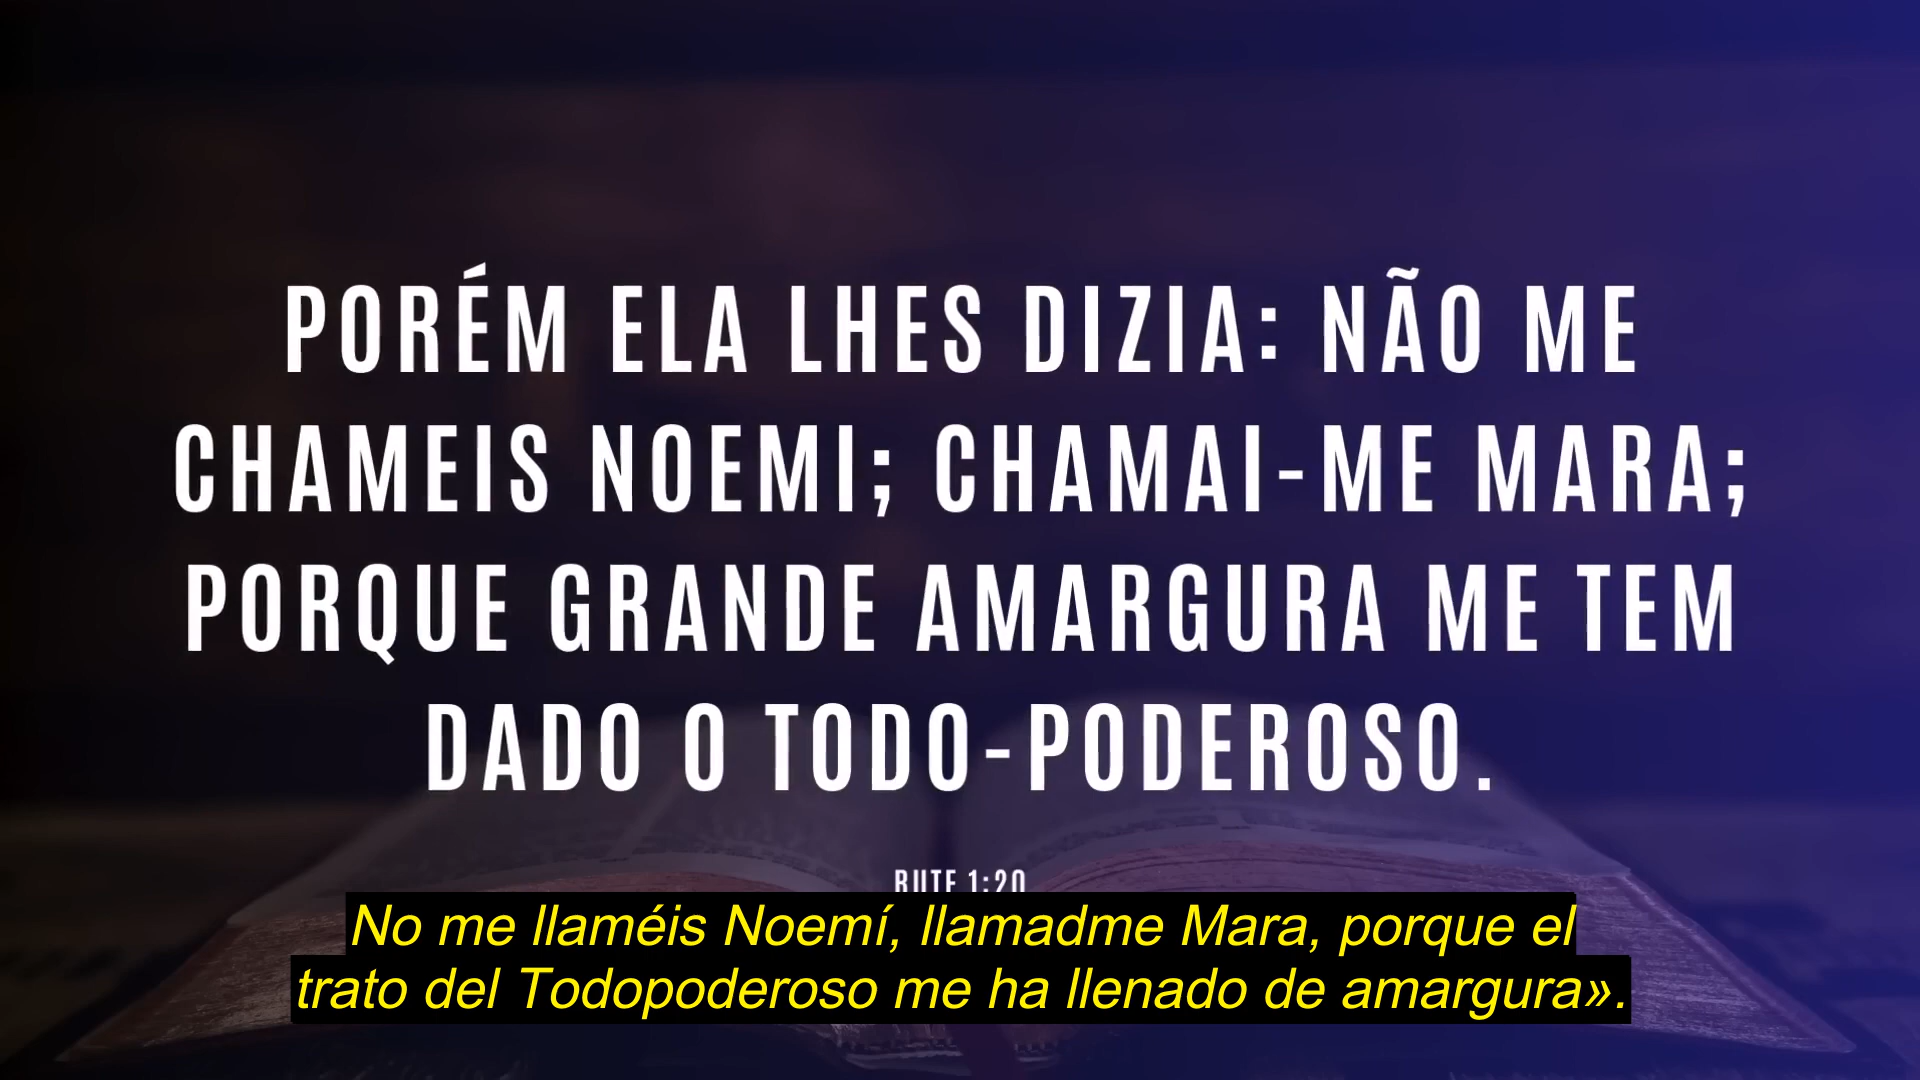 PORÉM ELA LHES DIZIA: NÃO ME
CHAMEIS NOEMI; CHAMAI-ME MARA;
PORQUE GRANDE AMARGURA ME TEM
DADO O TODO-PODEROSO.
RUTE 1:20
No me llaméis Noemí, llamadme Mara, porque el
trato del Todopoderoso me ha llenado de amargura».